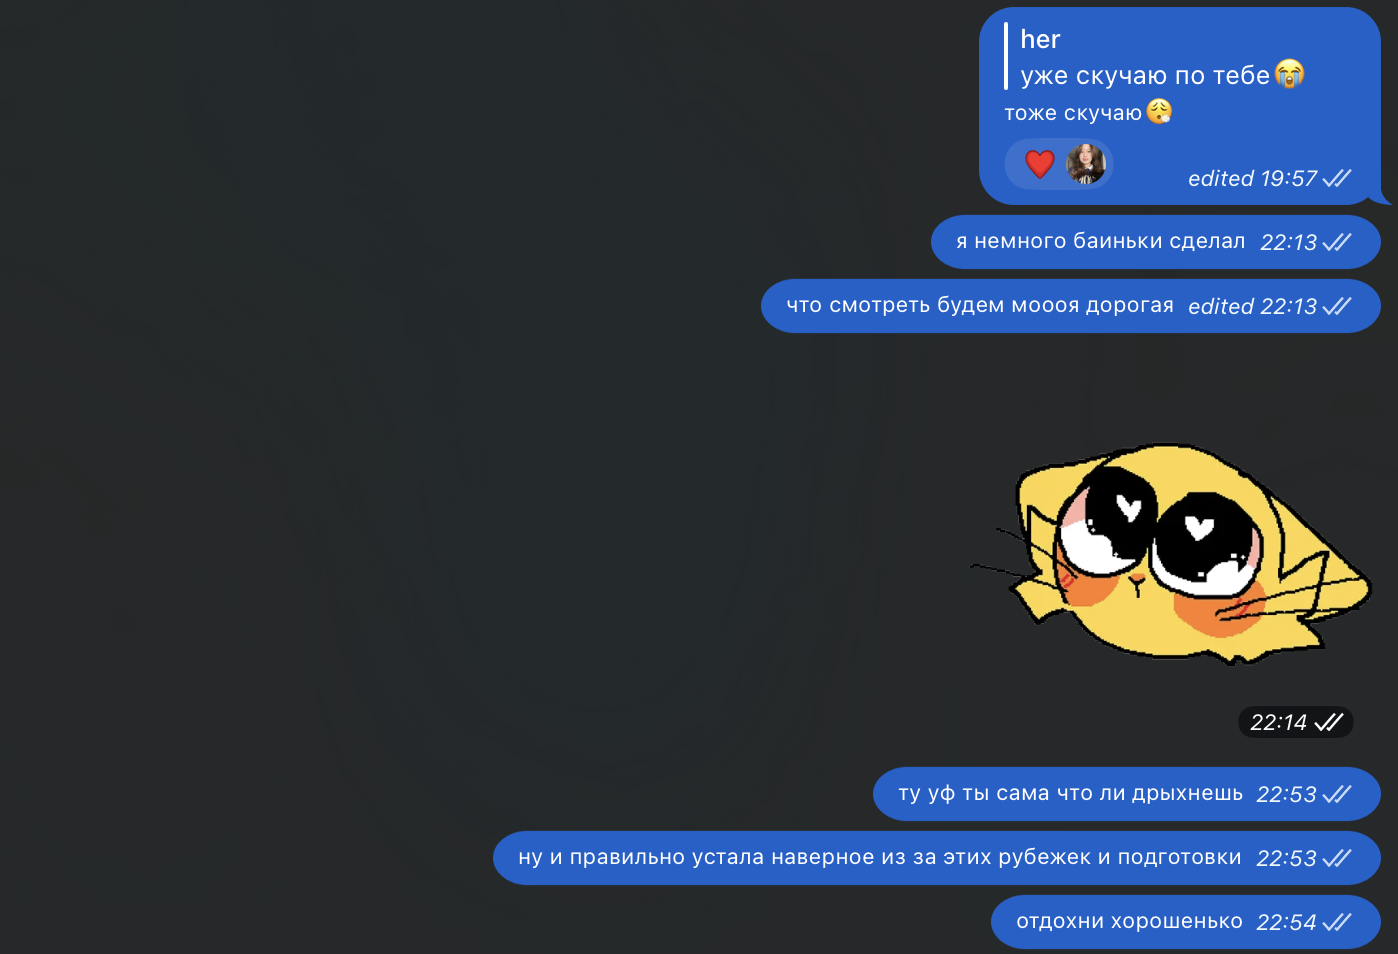 her
уже скучаю по тебе😭
тоже скучаю😮‍💨
❤️
edited 19:57
я немного баиньки сделал 22:13
что смотреть будем моооя дорогая edited 22:13
22:14
ту уф ты сама что ли дрыхнешь 22:53
ну и правильно устала наверное из за этих рубежек и подготовки 22:53
отдохни хорошенько 22:54